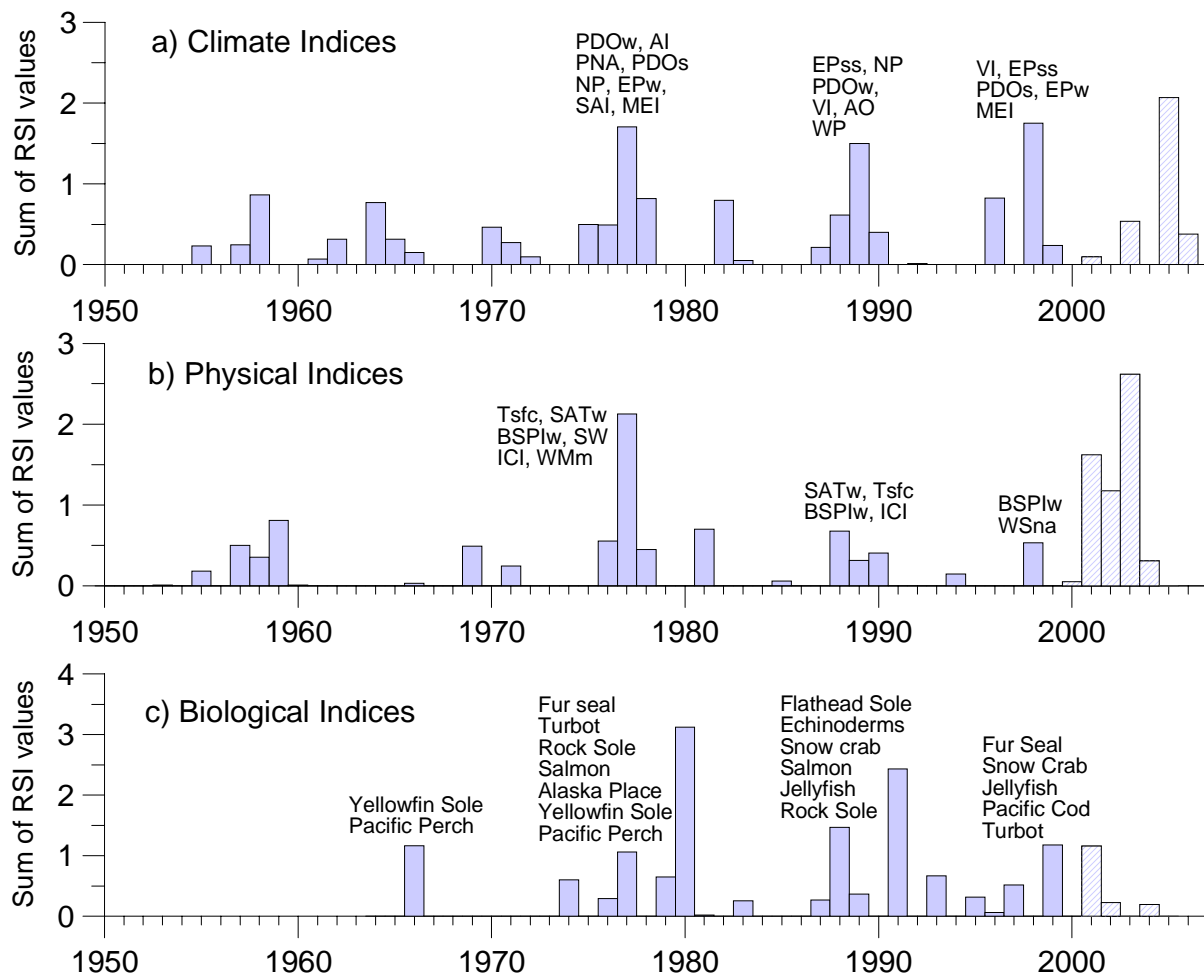 a) Climate Indices
Sum of RSI values
3
2
1
0
PDOw, AI
PNA, PDOs
NP, EPw,
SAI, MEI
EPss, NP
PDOw,
VI, AO
WP
VI, EPss
PDOs, EPw
MEI
1950 1960 1970 1980 1990 2000
b) Physical Indices
Sum of RSI values
3
2
1
0
Tsfc, SATw
BSPIw, SW
ICI, WMm
SATw, Tsfc
BSPIw, ICI
BSPIw
WSna
1950 1960 1970 1980 1990 2000
c) Biological Indices
Sum of RSI values
4
3
2
1
0
Yellowfin Sole
Pacific Perch
Fur seal
Turbot
Rock Sole
Salmon
Alaska Place
Yellowfin Sole
Pacific Perch
Flathead Sole
Echinoderms
Snow crab
Salmon
Jellyfish
Rock Sole
Fur Seal
Snow Crab
Jellyfish
Pacific Cod
Turbot
1950 1960 1970 1980 1990 2000